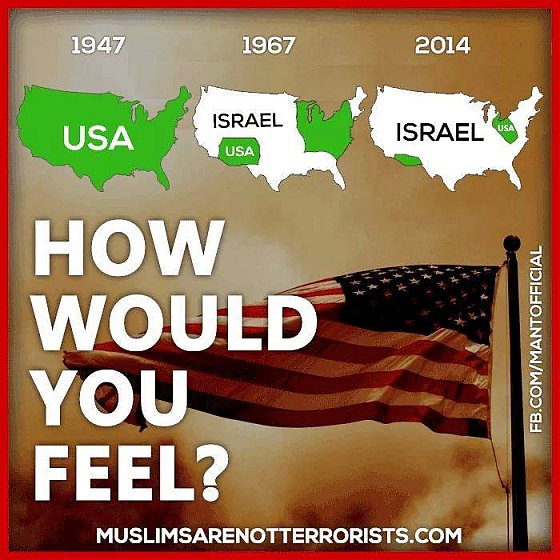 1947 1967 2014
USA
ISRAEL
USA
ISRAEL
USA
HOW
WOULD
YOU
FEEL?
FB.COM/MANTOFFICIAL
MUSLIMSARENOTTERRORISTS.COM